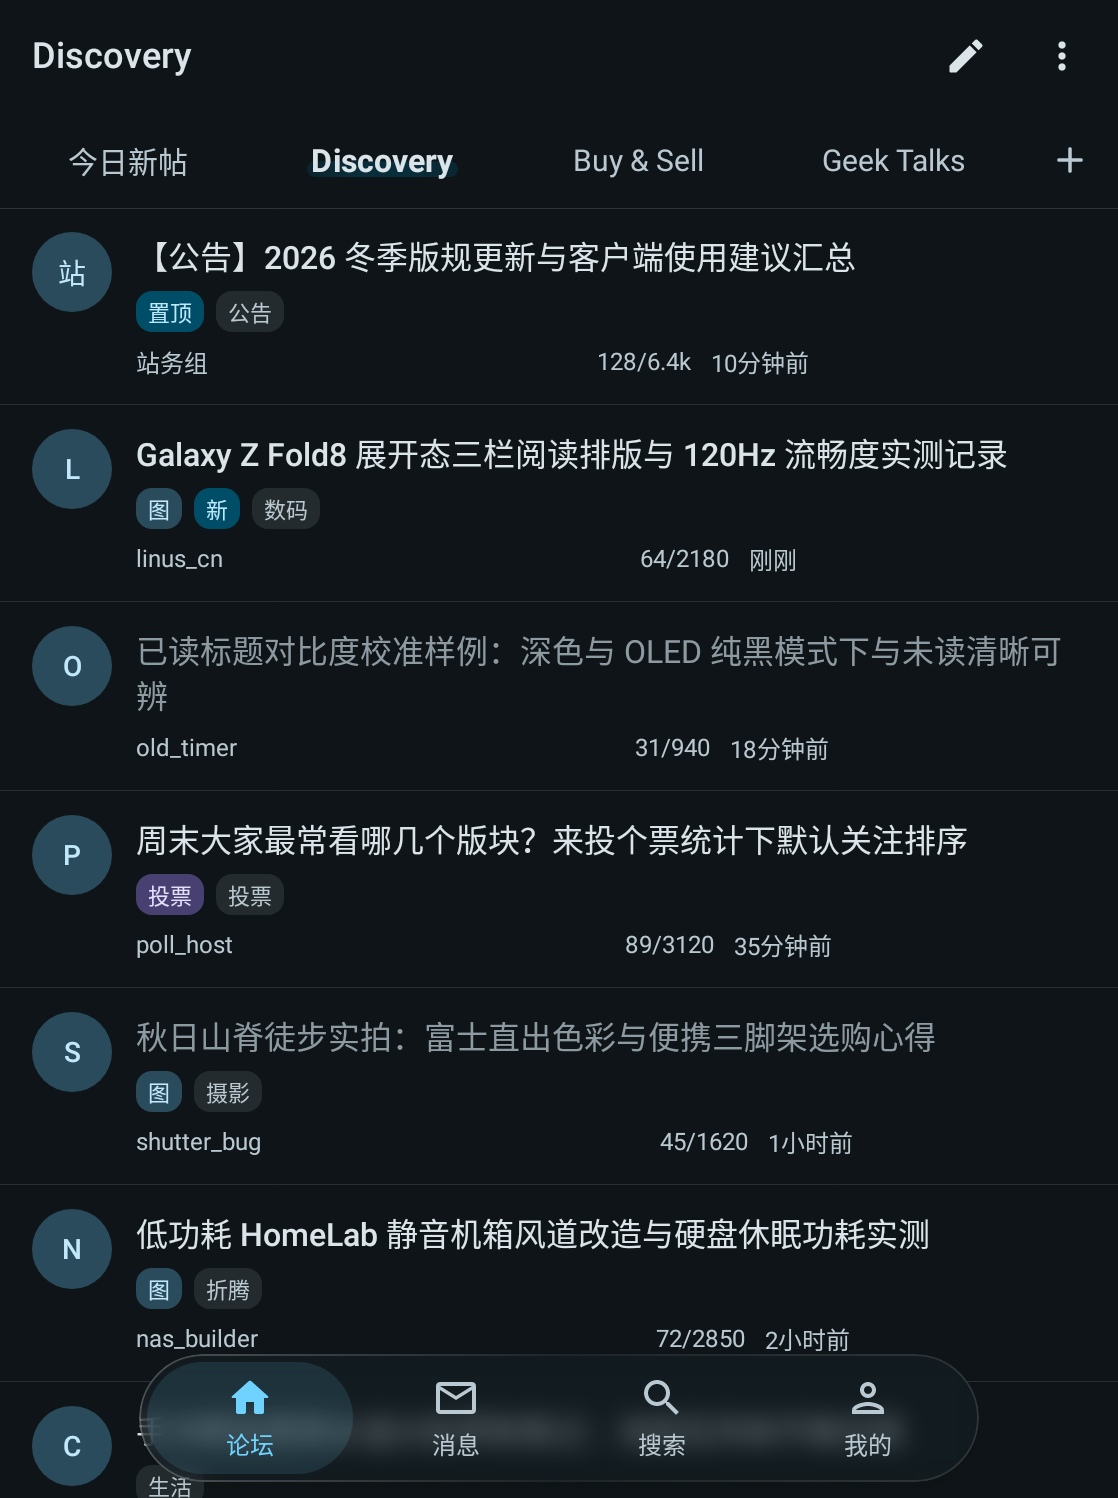 Discovery
今日新帖 Discovery Buy & Sell Geek Talks
站
【公告】2026 冬季版规更新与客户端使用建议汇总
置顶 公告
站务组 128/6.4k 10分钟前
L
Galaxy Z Fold8 展开态三栏阅读排版与 120Hz 流畅度实测记录
图 新 数码
linus_cn 64/2180 刚刚
O
已读标题对比度校准样例：深色与 OLED 纯黑模式下与未读清晰可
辨
old_timer 31/940 18分钟前
P
周末大家最常看哪几个版块？来投个票统计下默认关注排序
投票 投票
poll_host 89/3120 35分钟前
S
秋日山脊徒步实拍：富士直出色彩与便携三脚架选购心得
图 摄影
shutter_bug 45/1620 1小时前
N
低功耗 HomeLab 静音机箱风道改造与硬盘休眠功耗实测
图 折腾
nas_builder 72/2850 2小时前
C
生活
论坛 消息 搜索 我的